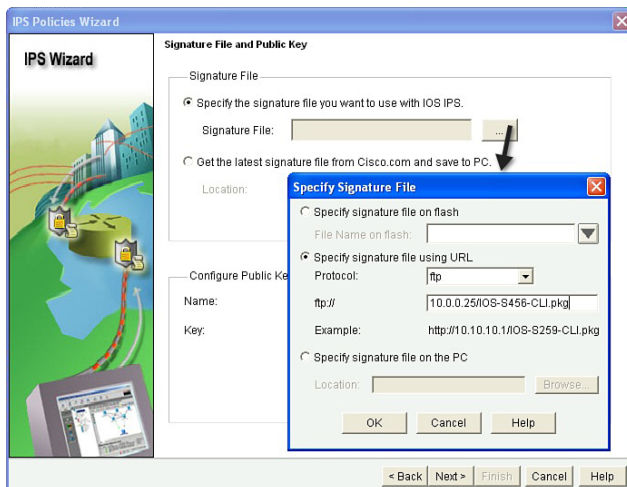 IPS Policies Wizard
IPS Wizard
Signature File and Public Key
Signature File
Specify the signature file you want to use with IOS IPS.
Signature File:
...
Get the latest signature file from Cisco.com and save to PC.
Location:
Configure Public Ke
Name:
Key:
Specify Signature File
Specify signature file on flash
File Name on flash:
Specify signature file using URL
Protocol: ftp
ftp:// 10.0.0.25/IOS-S456-CLI.pkg
Example: http://10.10.10.1/IOS-S259-CLI.pkg
Specify signature file on the PC
Location: Browse...
OK Cancel Help
< Back Next > Finish Cancel Help